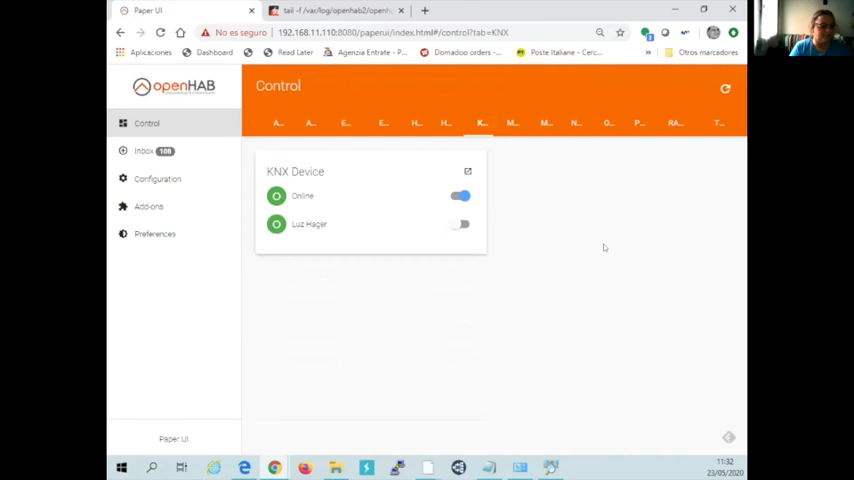 Paper UI
tail -f /var/log/openhab2/openh
No es seguro
192.168.11.110:8080/paperui/index.html#/control?tab=KNX
Aplicaciones
Dashboard
Read Later
Agenzia Entrate - P...
Domadoo orders -...
Poste Italiane - Cerc...
»
Otros marcadores
openHAB
Control
A...
A...
E...
E...
H...
H...
K...
M...
M...
N...
O...
P...
RA...
T...
Control
Inbox 108
Configuration
Add-ons
Preferences
KNX Device
Online
Luz Hager
Paper UI
11:32
23/05/2020